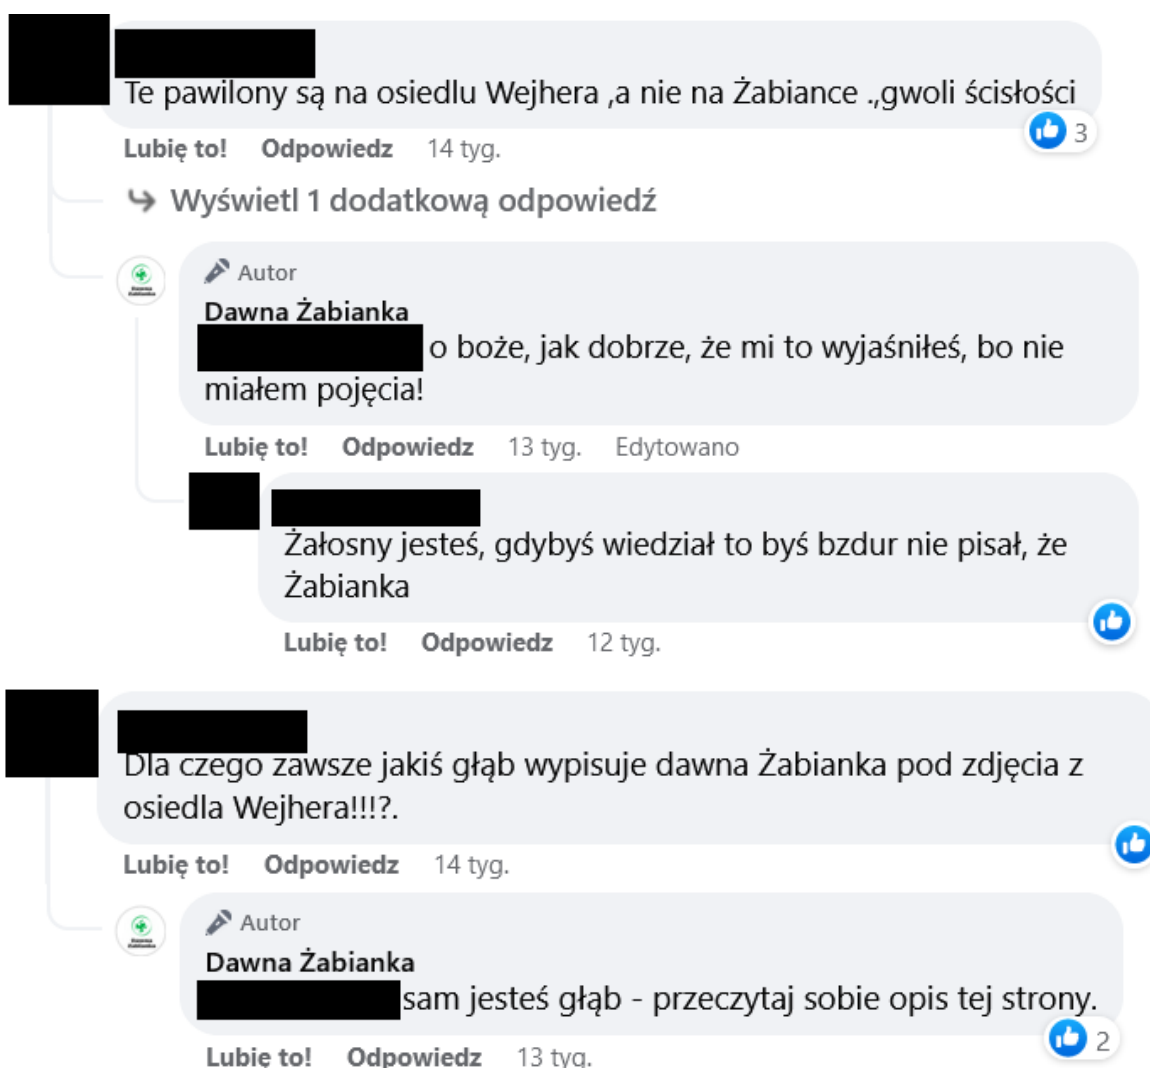 Te pawilony są na osiedlu Wejhera ,a nie na Żabiance .,gwoli ścisłości
3
Lubię to! Odpowiedz 14 tyg.
Wyświetl 1 dodatkową odpowiedź
Autor
Dawna Żabianka
o boże, jak dobrze, że mi to wyjaśniłeś, bo nie
miałem pojęcia!
Lubię to! Odpowiedz 13 tyg. Edytowano
Żałosny jesteś, gdybyś wiedział to byś bzdur nie pisał, że
Żabianka
Lubię to! Odpowiedz 12 tyg.
Dla czego zawsze jakiś głąb wypisuje dawna Żabianka pod zdjęcia z
osiedla Wejhera!!!?.
Lubię to! Odpowiedz 14 tyg.
Autor
Dawna Żabianka
sam jesteś głąb - przeczytaj sobie opis tej strony.
2
Lubię to! Odpowiedz 13 tyg.